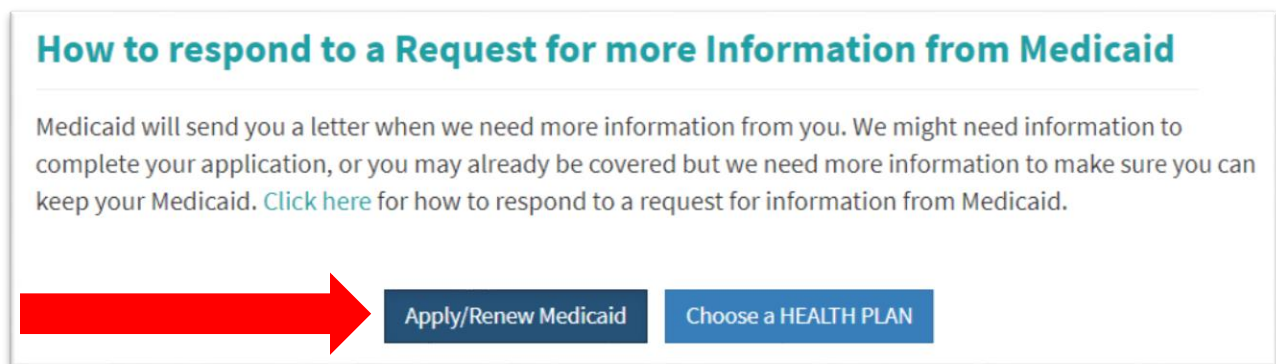 How to respond to a Request for more Information from Medicaid
Medicaid will send you a letter when we need more information from you. We might need information to
complete your application, or you may already be covered but we need more information to make sure you can
keep your Medicaid. Click here for how to respond to a request for information from Medicaid.
Apply/Renew Medicaid
Choose a HEALTH PLAN